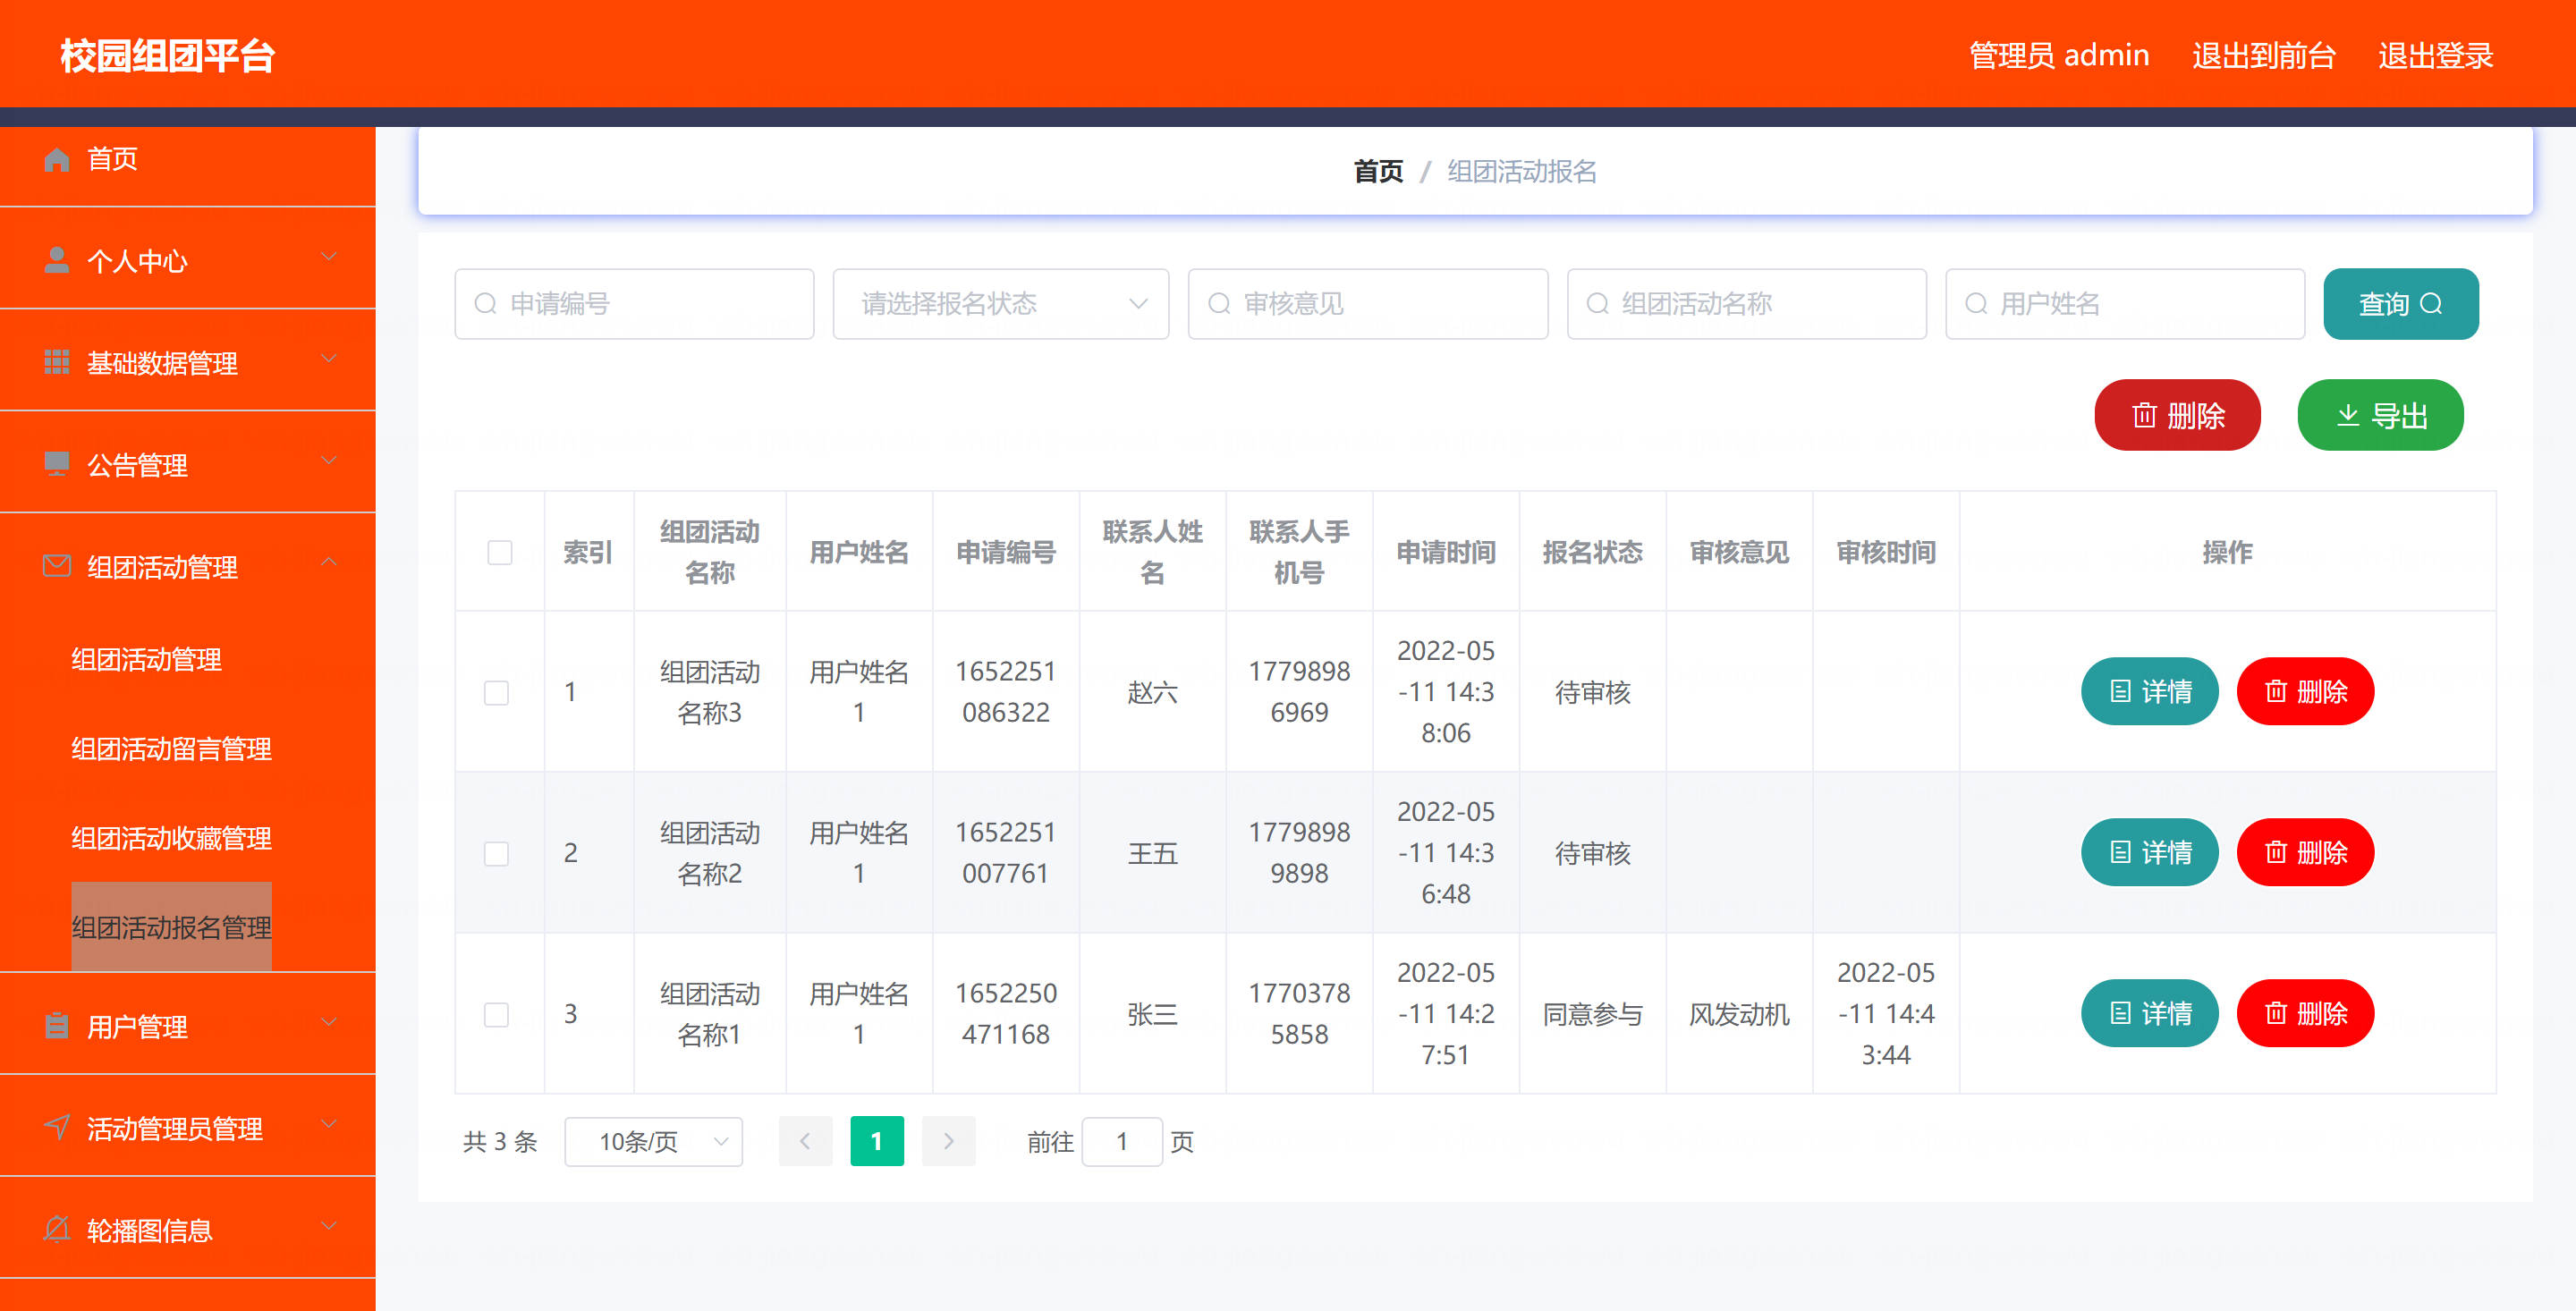 校园组团平台
管理员 admin 退出到前台 退出登录
首页
个人中心
基础数据管理
公告管理
组团活动管理
组团活动管理
组团活动留言管理
组团活动收藏管理
组团活动报名管理
用户管理
活动管理员管理
轮播图信息
首页 / 组团活动报名
申请编号 请选择报名状态 审核意见 组团活动名称 用户姓名 查询
删除 导出
索引 组团活动名称 用户姓名 申请编号 联系人姓名 联系人手机号 申请时间 报名状态 审核意见 审核时间 操作
1 组团活动名称3 用户姓名1 1652251086322 赵六 17798986969 2022-05-11 14:38:06 待审核 详情 删除
2 组团活动名称2 用户姓名1 1652251007761 王五 17798989898 2022-05-11 14:36:48 待审核 详情 删除
3 组团活动名称1 用户姓名1 1652250471168 张三 17703785858 2022-05-11 14:27:51 同意参与 风发动机 2022-05-11 14:43:44 详情 删除
共 3 条 10条/页 1 前往 1 页